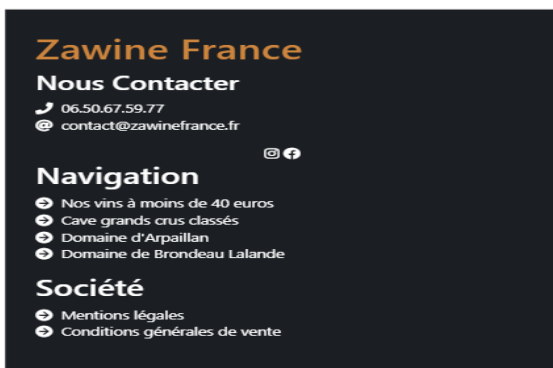 Zawine France
Nous Contacter
06.50.67.59.77
contact@zawinefrance.fr
Navigation
Nos vins à moins de 40 euros
Cave grands crus classés
Domaine d'Arpaillan
Domaine de Brondeau Lalande
Société
Mentions légales
Conditions générales de vente